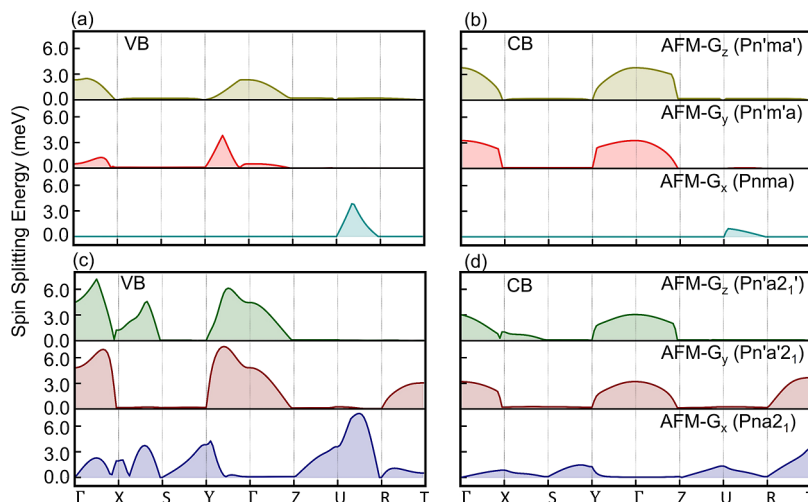 (a)
VB
6.0
3.0
0.0
6.0
3.0
0.0
6.0
3.0
0.0
(b)
CB
AFM-Gz (Pn'ma')
AFM-Gy (Pn'm'a)
AFM-Gx (Pnma)
Spin Splitting Energy (meV)
(c)
VB
6.0
3.0
0.0
6.0
3.0
0.0
6.0
3.0
0.0
Γ X S Y Γ Z U R T
(d)
CB
AFM-Gz (Pn'a21')
AFM-Gy (Pn'a'21)
AFM-Gx (Pna21)
Γ X S Y Γ Z U R T